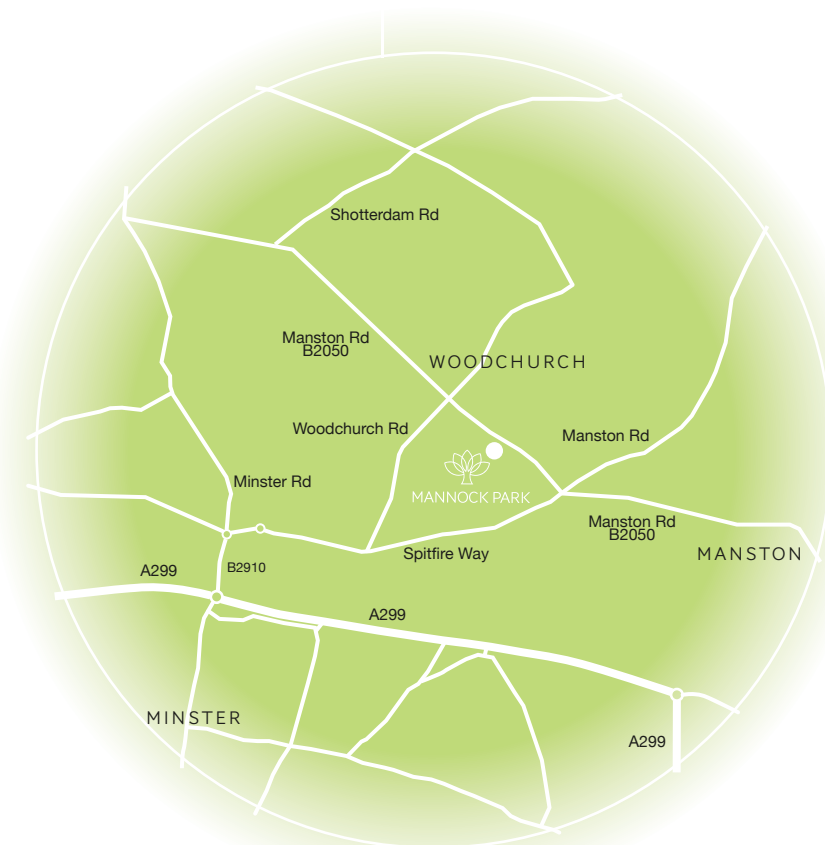 Shotterdam Rd
Manston Rd
B2050
WOODCHURCH
Woodchurch Rd
Manston Rd
Minster Rd
MANNOCK PARK
Manston Rd
B2050
Spitfire Way
MANSTON
A299
B2910
A299
MINSTER
A299